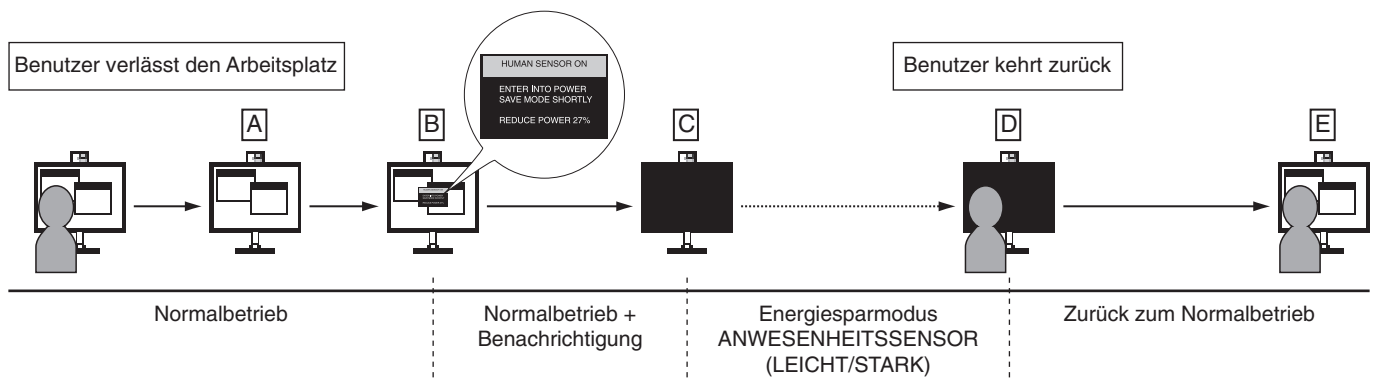 Benutzer verlässt den Arbeitsplatz
HUMAN SENSOR ON
ENTER INTO POWER
SAVE MODE SHORTLY
REDUCE POWER 27%
Benutzer kehrt zurück
A
B
C
D
E
Normalbetrieb
Normalbetrieb +
Benachrichtigung
Energiesparmodus
ANWESENHEITSSENSOR
(LEICHT/STARK)
Zurück zum Normalbetrieb